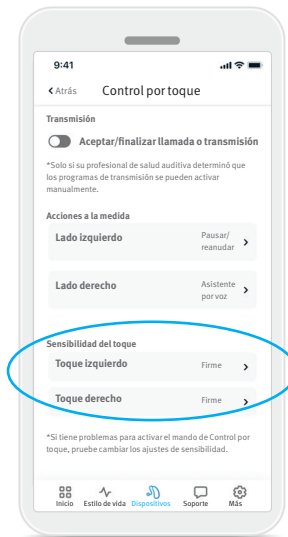 9:41
Atrás
Control por toque
Transmisión
Aceptar/finalizar llamada o transmisión
*Solo si su profesional de salud auditiva determinó que
los programas de transmisión se pueden activar
manualmente.
Acciones a la medida
Lado izquierdo
Pausar/
reanudar
Lado derecho
Asistente
por voz
Sensibilidad del toque
Toque izquierdo
Firme
Toque derecho
Firme
*Si tiene problemas para activar el mando de Control por
toque, pruebe cambiar los ajustes de sensibilidad.
Inicio
Estilo de vida
Dispositivos
Soporte
Más